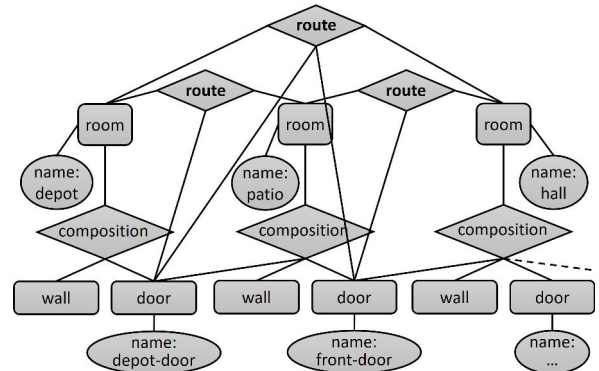 route
route
route
room
room
room
name:
depot
name:
patio
name:
hall
composition
composition
composition
wall
door
wall
door
wall
door
name:
depot-door
name:
front-door
name:
...